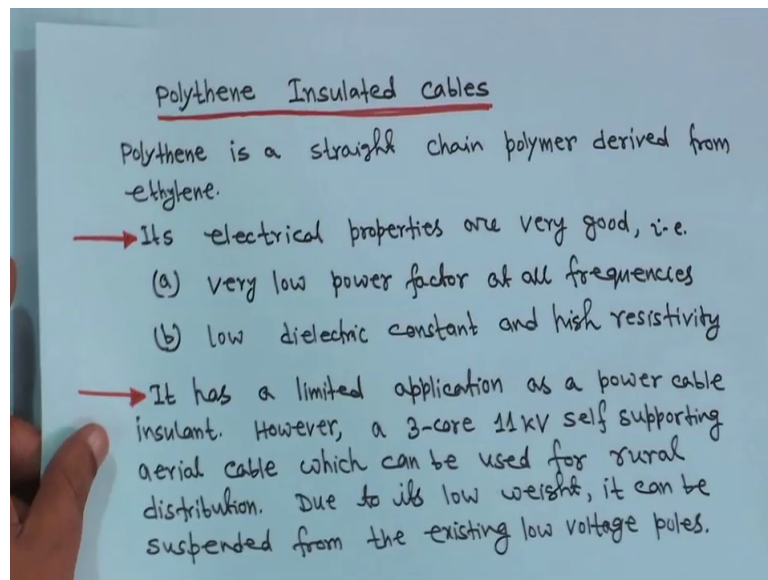 Polythene Insulated Cables
Polythene is a straight chain polymer derived from
ethylene.
Its electrical properties are very good, i.e.
(a) very low power factor at all frequencies
(b) low dielectric constant and high resistivity
It has a limited application as a power cable
insulant. However, a 3-core 11kV self supporting
aerial cable which can be used for rural
distribution. Due to its low weight, it can be
suspended from the existing low voltage poles.